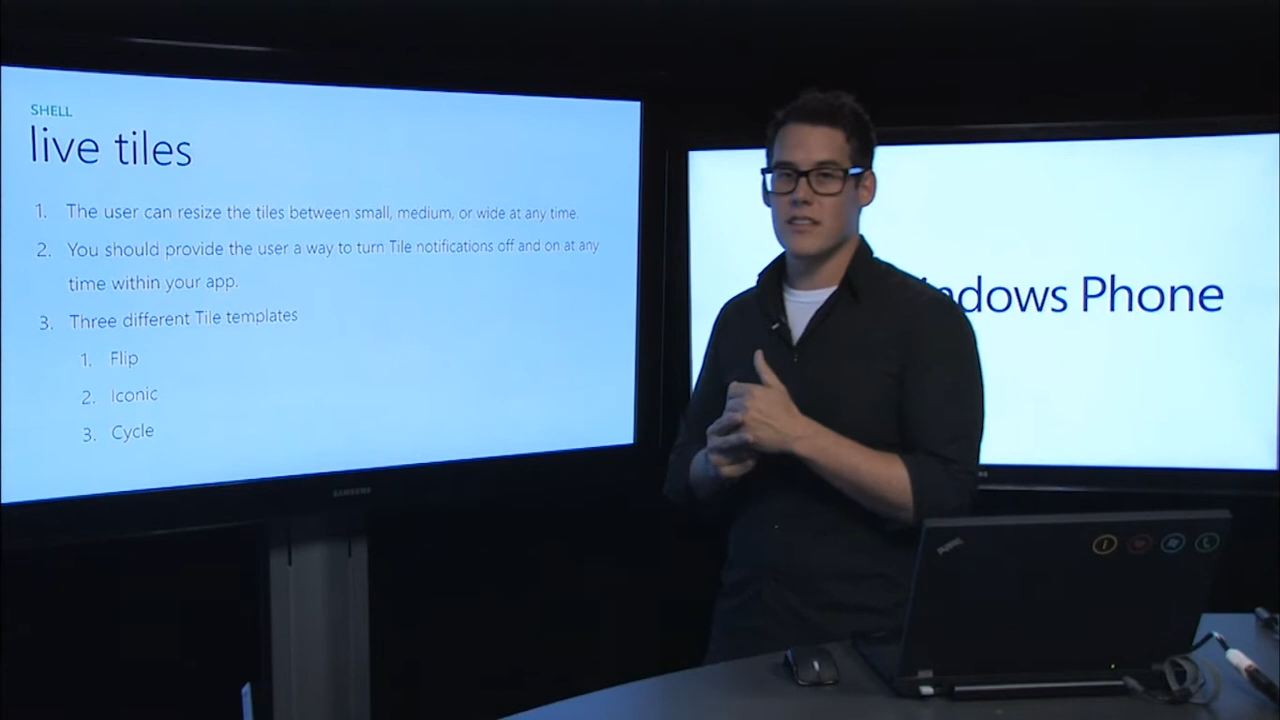 SHELL
live tiles
1. The user can resize the tiles between small, medium, or wide at any time.
2. You should provide the user a way to turn Tile notifications off and on at any
time within your app.
3. Three different Tile templates
1. Flip
2. Iconic
3. Cycle
SAMSUNG
ndows Phone
ThinkPad